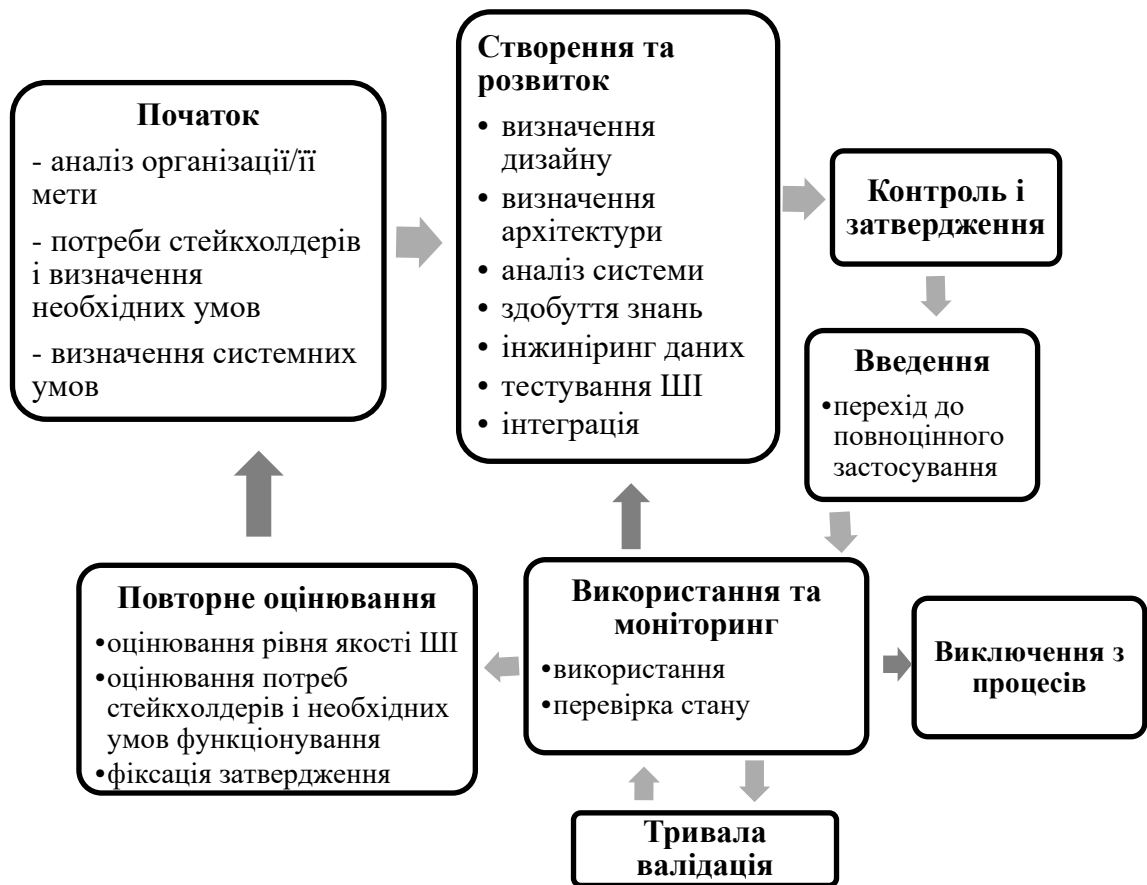 Початок
- аналіз організації/її
мети
- потреби стейкхолдерів
і визначення
необхідних умов
- визначення системних
умов
Створення та
розвиток
• визначення
дизайну
• визначення
архітектури
• аналіз системи
• здобуття знань
• інжиніринг даних
• тестування ШІ
• інтеграція
Контроль і
затвердження
Введення
•перехід до
повноцінного
застосування
Використання та
моніторинг
•використання
•перевірка стану
Повторне оцінювання
•оцінювання рівня якості ШІ
•оцінювання потреб
стейкхолдерів і необхідних
умов функціонування
•фіксація затвердження
Виключення з
процесів
Тривала
валідація